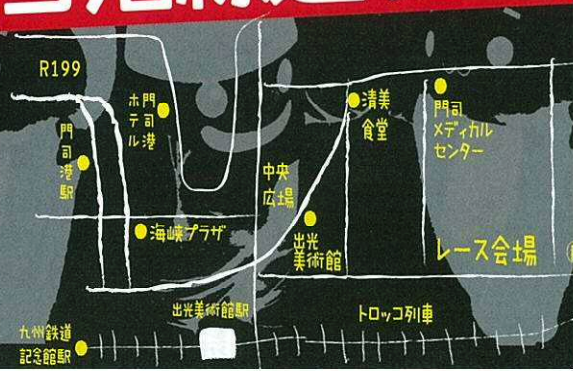 R199
門司港
ホテル
清美
食堂
門司
メディカル
センター
門司港駅
中央
広場
海峡プラザ
出光
美術館
レース会場
出光美術館駅
トロッコ列車
九州鉄道
記念館駅